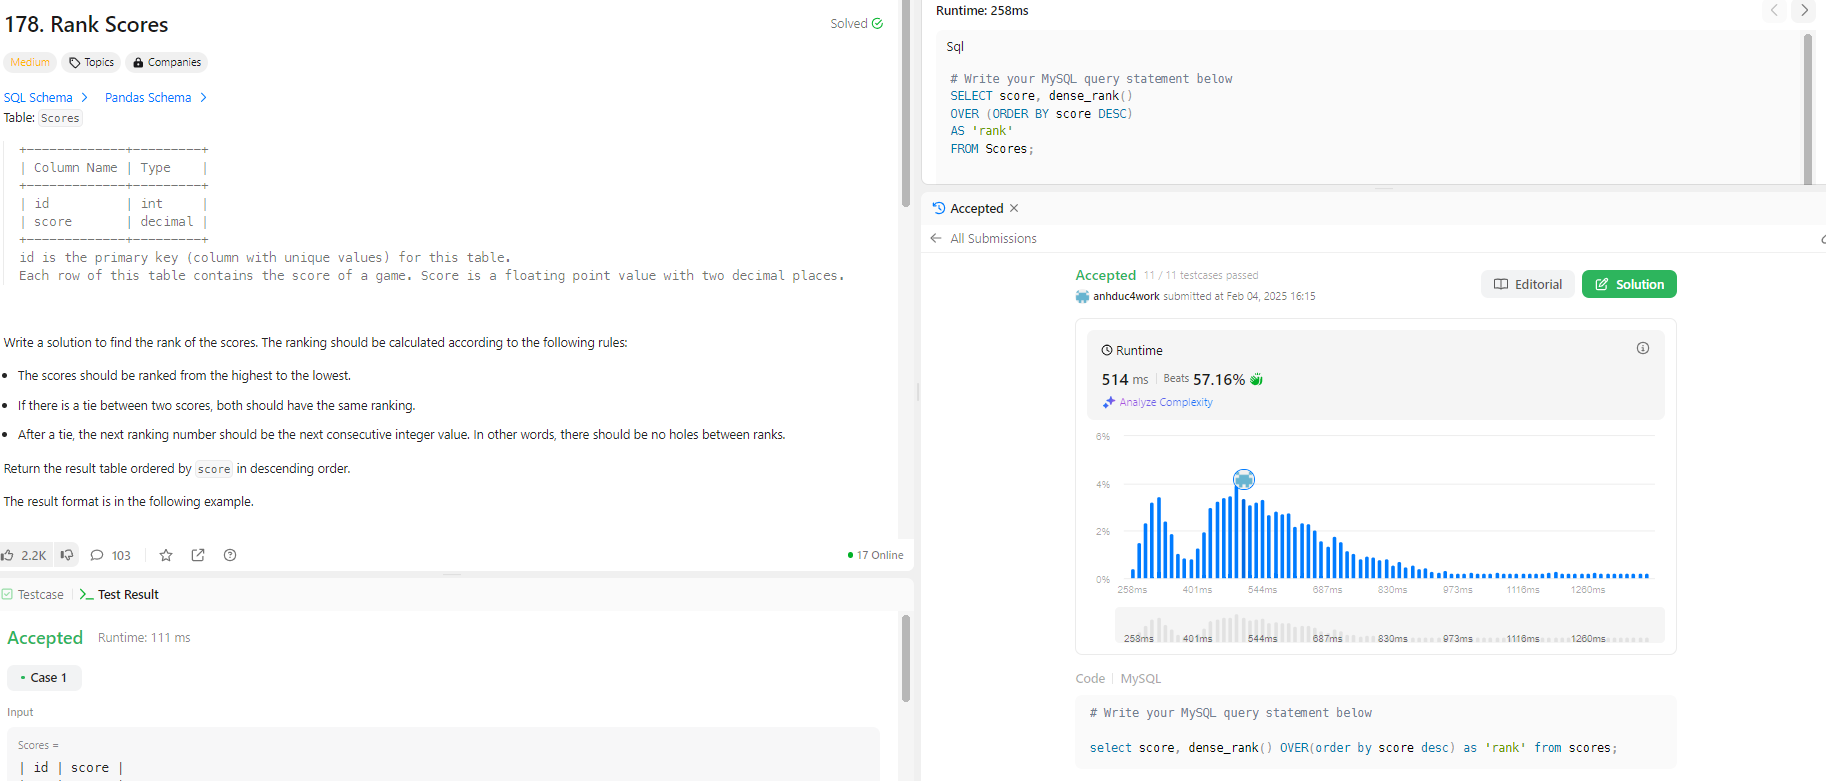 178. Rank Scores
Solved
Medium
Topics
Companies
SQL Schema
Pandas Schema
Table: Scores
+-------------+---------+
| Column Name | Type    |
+-------------+---------+
| id          | int     |
| score       | decimal |
+-------------+---------+
id is the primary key (column with unique values) for this table.
Each row of this table contains the score of a game. Score is a floating point value with two decimal places.
Write a solution to find the rank of the scores. The ranking should be calculated according to the following rules:
• The scores should be ranked from the highest to the lowest.
• If there is a tie between two scores, both should have the same ranking.
• After a tie, the next ranking number should be the next consecutive integer value. In other words, there should be no holes between ranks.
Return the result table ordered by score in descending order.
The result format is in the following example.
2.2K
103
17 Online
Testcase
Test Result
Accepted
Runtime: 111 ms
• Case 1
Input
Scores =
| id | score |
Runtime: 258ms
Sql
# Write your MySQL query statement below
SELECT score, dense_rank()
OVER (ORDER BY score DESC)
AS 'rank'
FROM Scores;
Accepted
All Submissions
Accepted 11 / 11 testcases passed
anhduc4work submitted at Feb 04, 2025 16:15
Editorial
Solution
Runtime
514 ms | Beats 57.16%
Analyze Complexity
6%
4%
2%
0%
258ms 401ms 544ms 687ms 830ms 973ms 1116ms 1260ms
258ms 401ms 544ms 687ms 830ms 973ms 1116ms 1260ms
Code | MySQL
# Write your MySQL query statement below
select score, dense_rank() OVER(order by score desc) as 'rank' from scores;